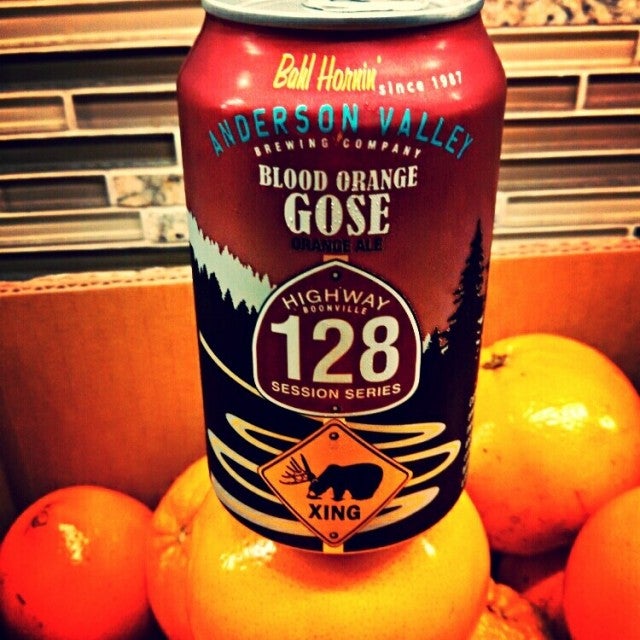 Bahl Hornin' since 1987
ANDERSON VALLEY
BREWING COMPANY
BLOOD ORANGE
GOSE
ORANGE ALE
HIGHWAY
BOONVILLE
128
SESSION SERIES
XING